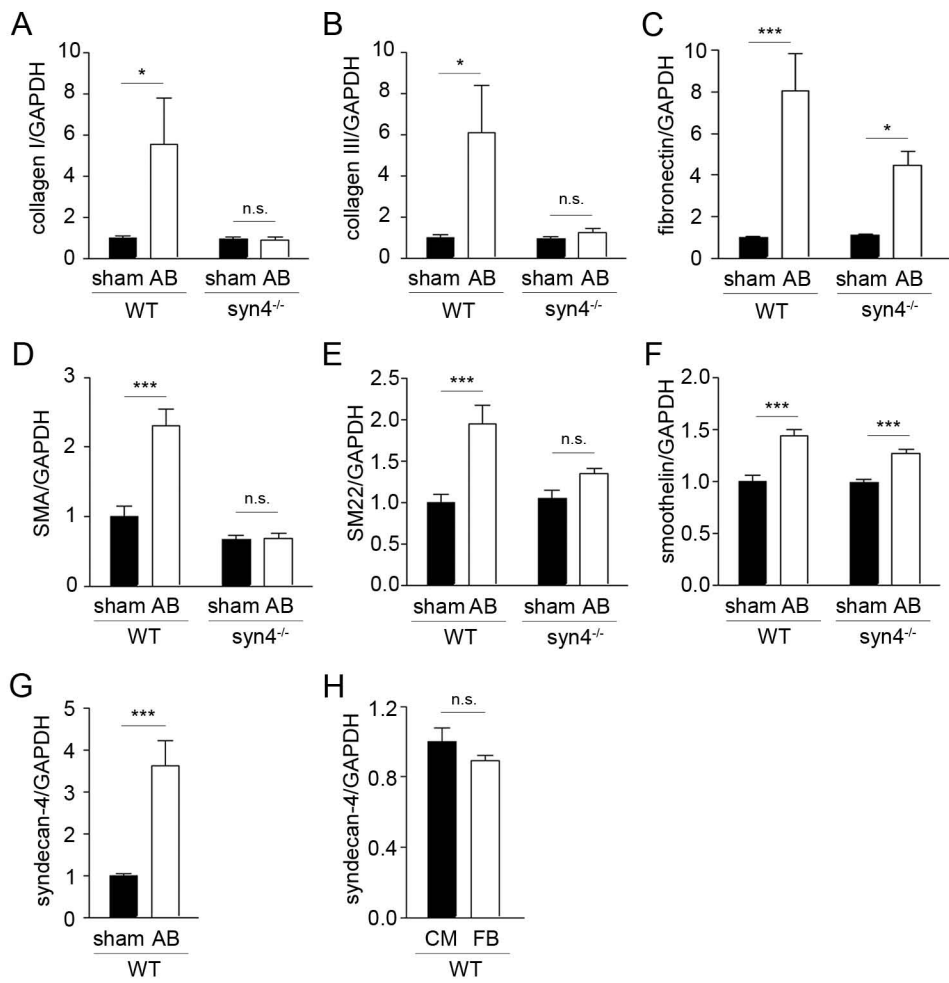 A
collagen I/GAPDH
10
8
6
4
2
0
*
n.s.
sham AB sham AB
WT syn4-/-
B
collagen III/GAPDH
10
8
6
4
2
0
*
n.s.
sham AB sham AB
WT syn4-/-
C
fibronectin/GAPDH
10
8
6
4
2
0
***
*
sham AB sham AB
WT syn4-/-
D
SMA/GAPDH
3
2
1
0
***
n.s.
sham AB sham AB
WT syn4-/-
E
SM22/GAPDH
2.5
2.0
1.5
1.0
0.5
0.0
***
n.s.
sham AB sham AB
WT syn4-/-
F
smoothelin/GAPDH
2.0
1.5
1.0
0.5
0.0
***
***
sham AB sham AB
WT syn4-/-
G
syndecan-4/GAPDH
5
4
3
2
1
0
***
sham AB
WT
H
syndecan-4/GAPDH
1.2
0.8
0.4
0.0
n.s.
CM FB
WT